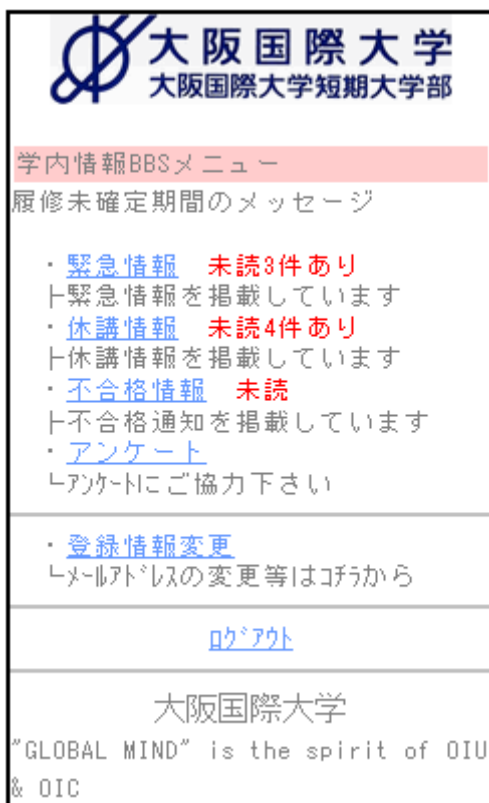 大阪国際大学
大阪国際大学短期大学部
学内情報BBSメニュー
履修未確定期間のメッセージ
・緊急情報　未読3件あり
├緊急情報を掲載しています
・休講情報　未読4件あり
├休講情報を掲載しています
・不合格情報　未読
├不合格通知を掲載しています
・アンケート
└ｱﾝｹｰﾄにご協力下さい
・登録情報変更
└ﾒｰﾙｱﾄﾞﾚｽの変更等はｺﾁﾗから
ﾛｸﾞｱｳﾄ
大阪国際大学
"GLOBAL MIND" is the spirit of OIU
& OIC